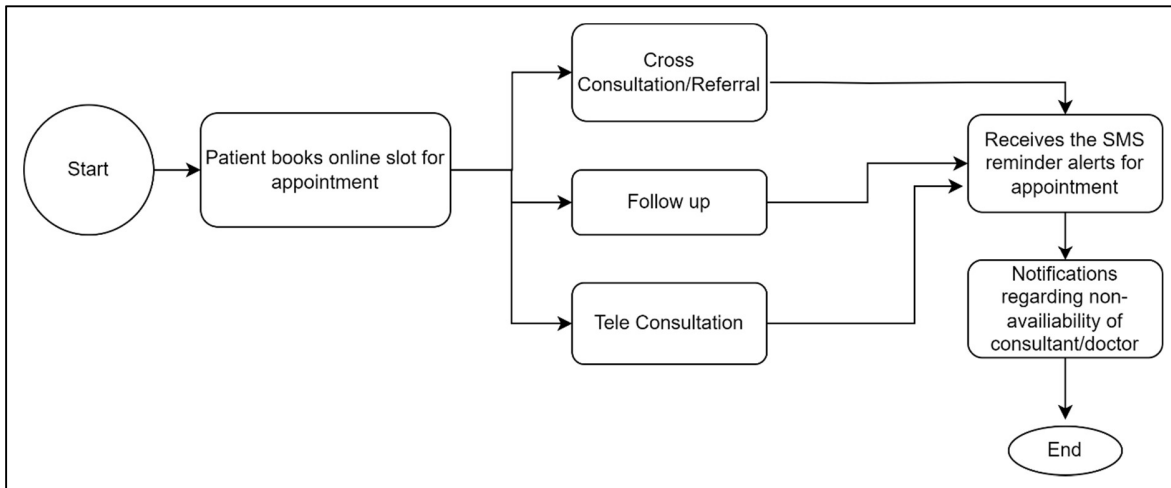 Start
Patient books online slot for
appointment
Cross
Consultation/Referral
Follow up
Tele Consultation
Receives the SMS
reminder alerts for
appointment
Notifications
regarding non-
availiability of
consultant/doctor
End